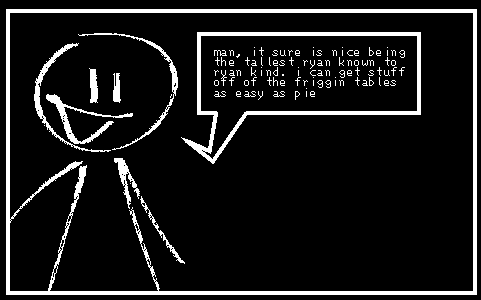 man, it sure is nice being
the tallest ryan known to
ryan kind. i can get stuff
off of the friggin tables
as easy as pie